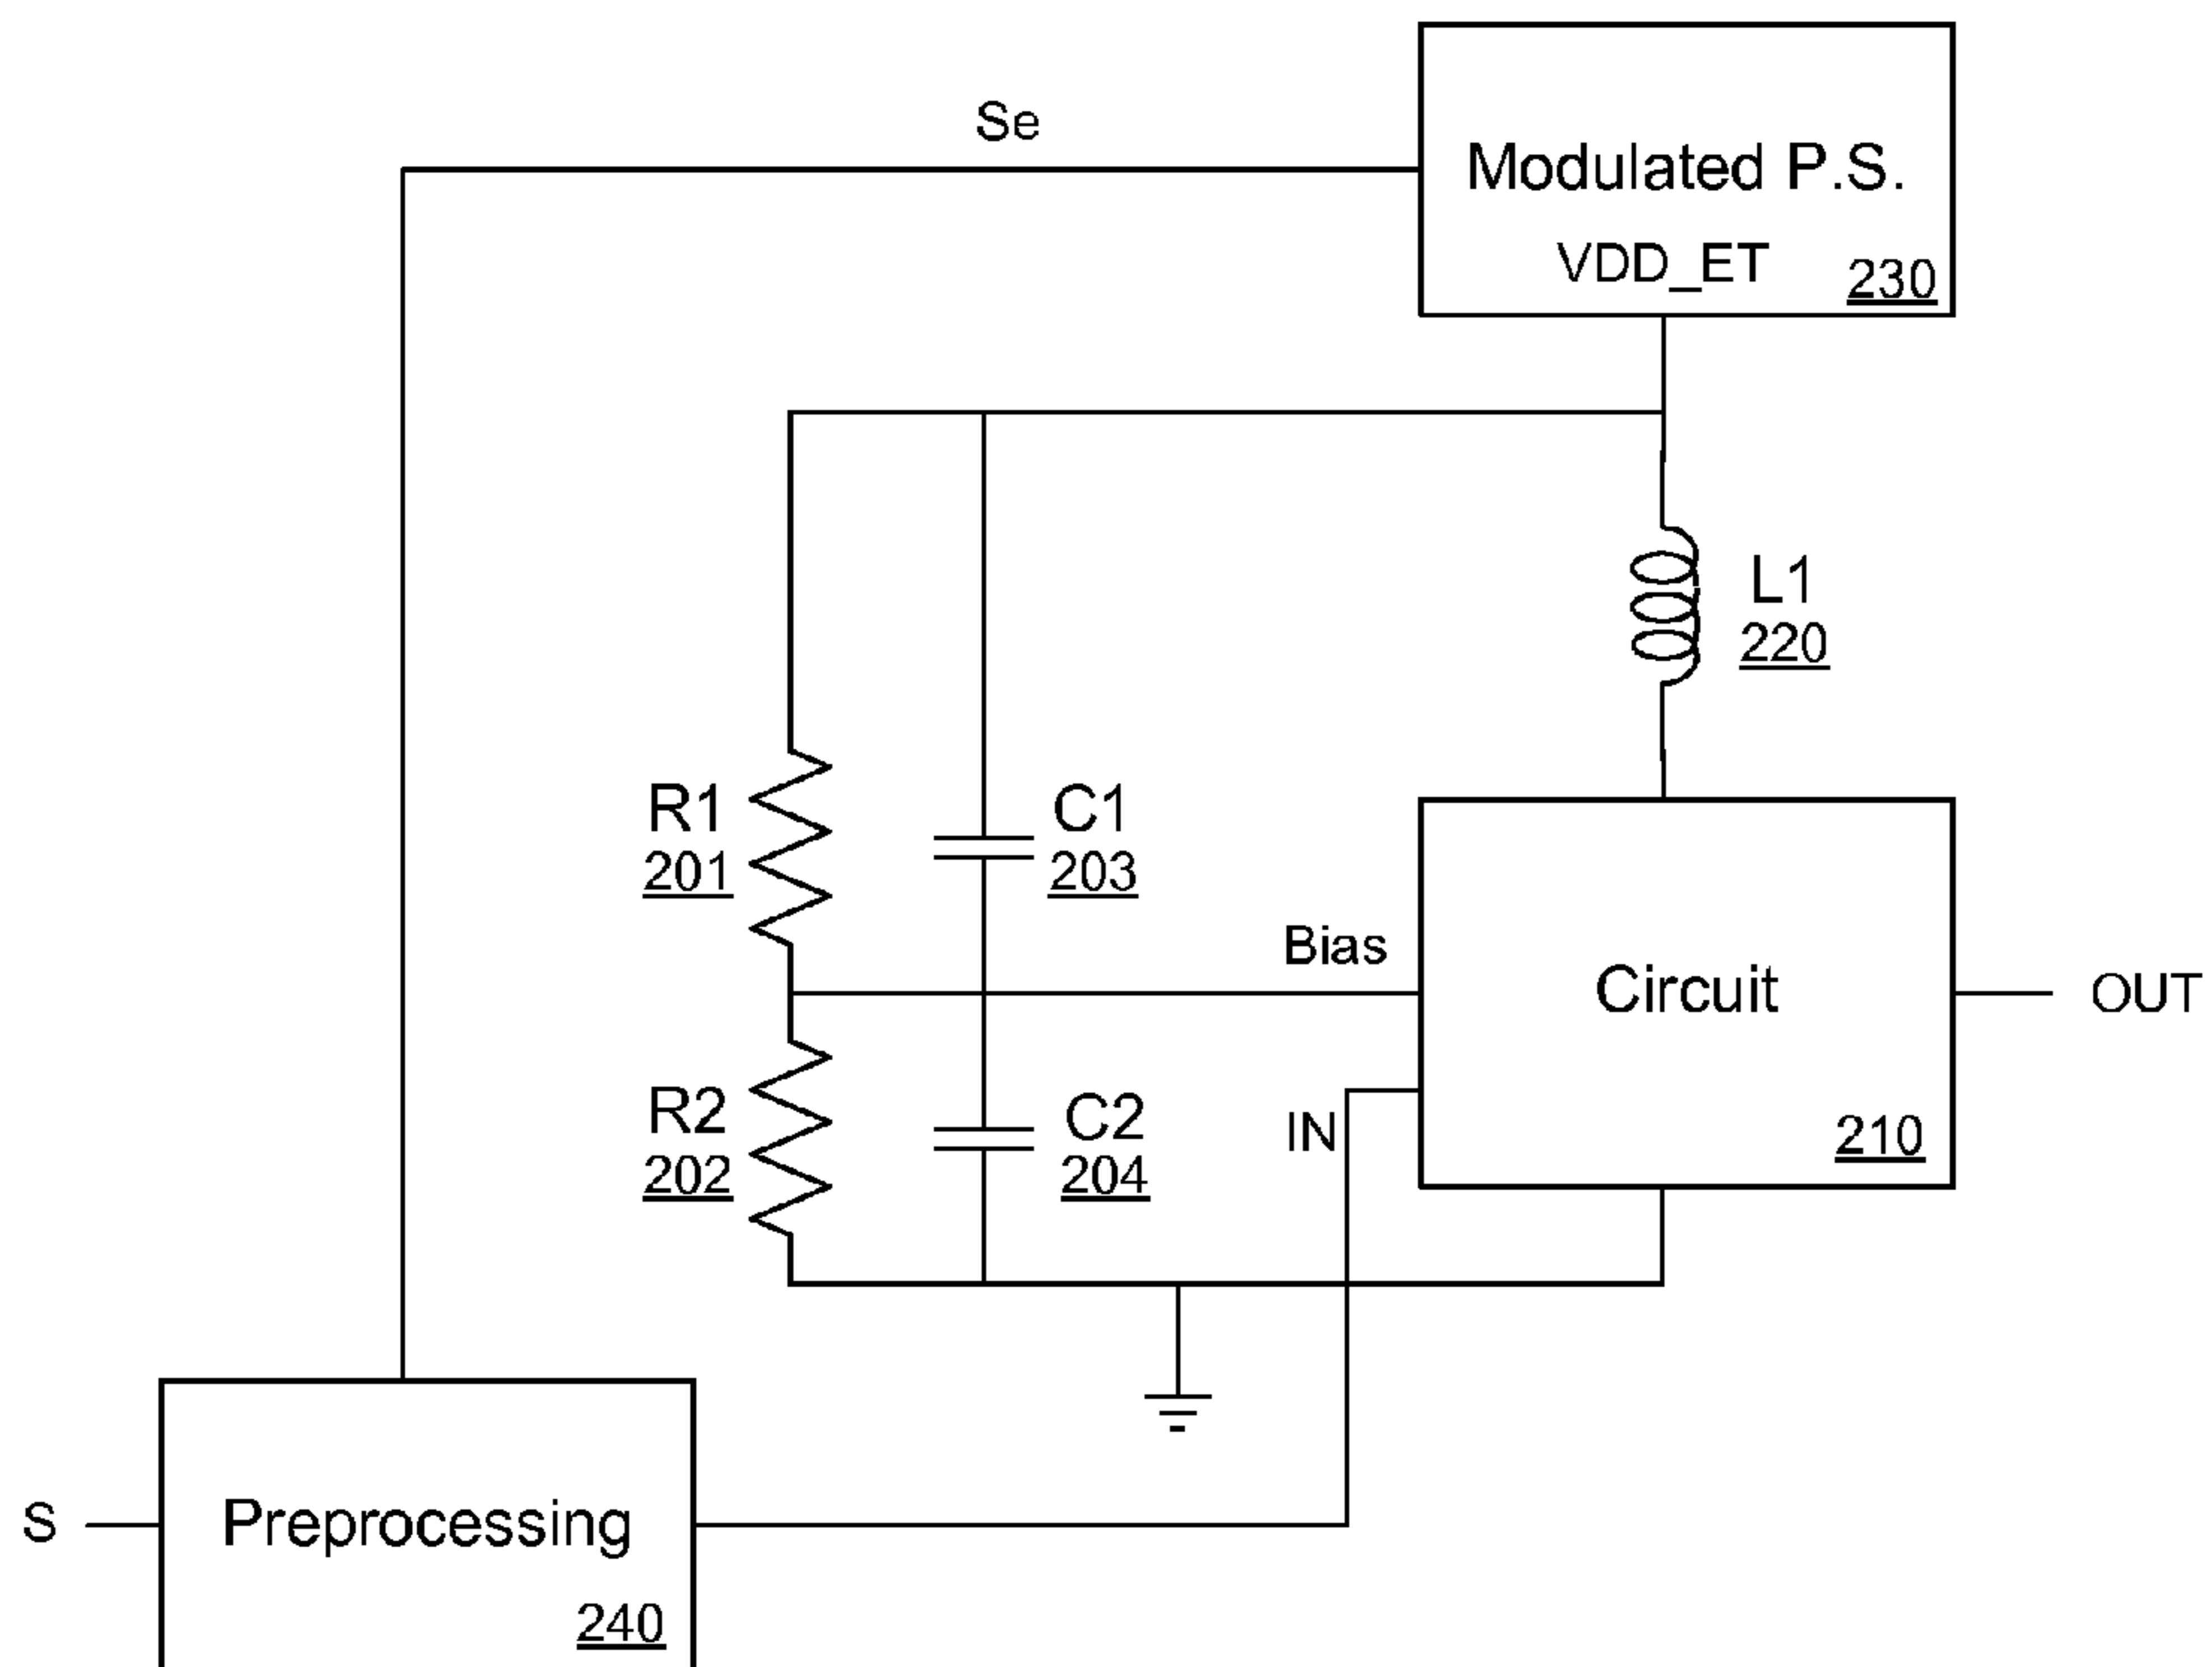 Se
Modulated P.S.
VDD_ET
230
L1
220
R1
201
C1
203
Bias
Circuit
OUT
R2
202
C2
204
IN
210
S
Preprocessing
240